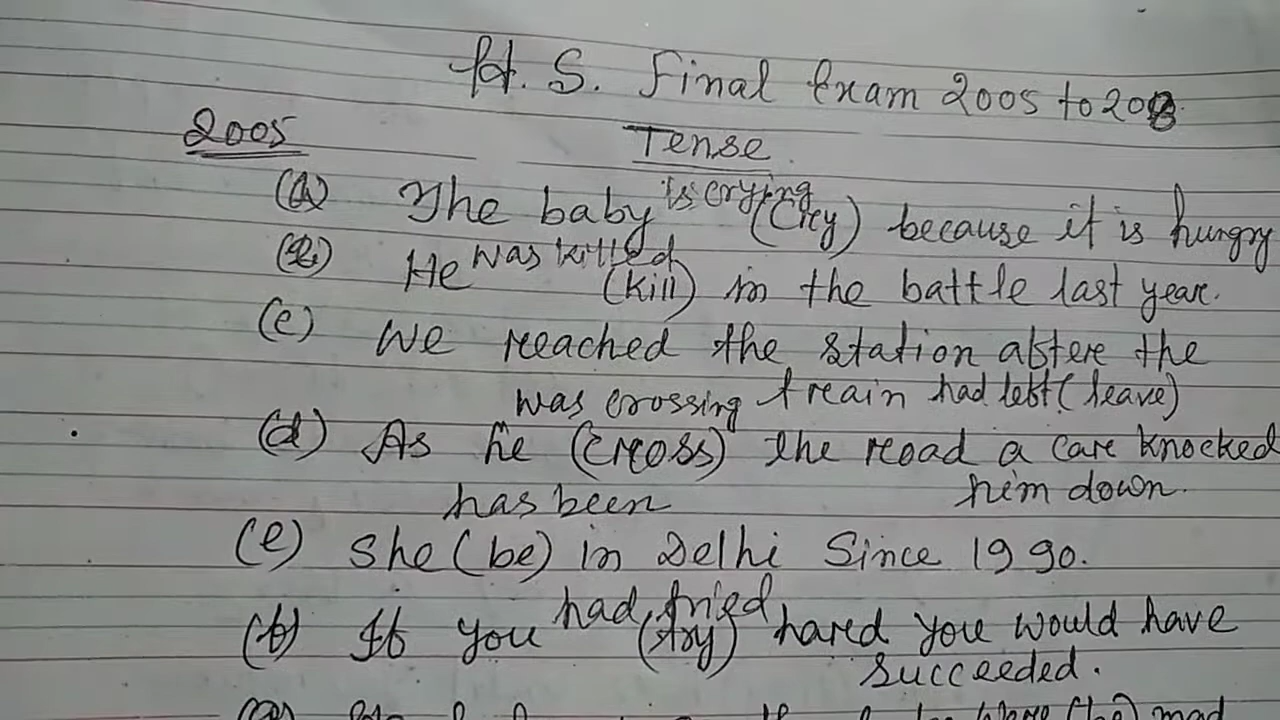 H. S. Final Exam 2005 to 2008
2005
Tense
is crying
(a) The baby (Cry) because it is hungry
was killed
(b) He (kill) in the battle last year.
(c) We reached the station after the
train had left (leave)
was crossing
(d) As he (cross) the road a car knocked
him down.
has been
(e) She (be) in Delhi Since 1990.
had tried
(f) If you (try) hard you would have
succeeded.